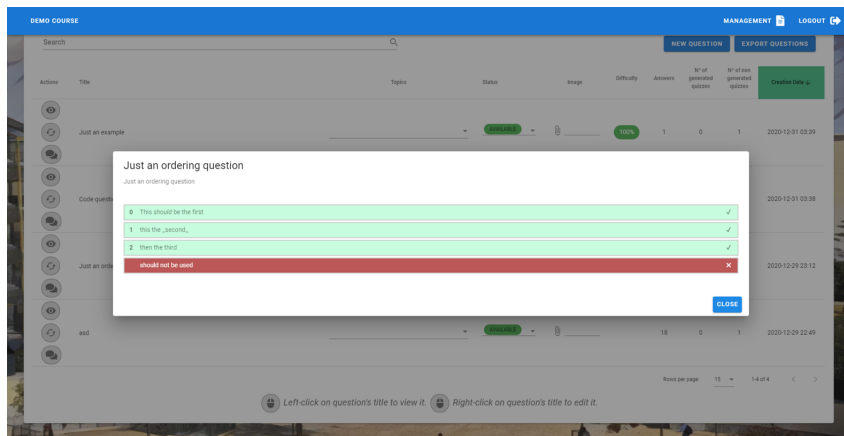 DEMO COURSE
MANAGEMENT
LOGOUT
Search
NEW QUESTION
EXPORT QUESTIONS
Actions
Title
Topics
Status
Image
Difficulty
Answers
Nº of generated quizzes
Nº of non generated quizzes
Creation Date ↓
Just an example
AVAILABLE
100%
1
0
1
2020-12-31 03:39
Just an ordering question
Just an ordering question
0 This should be the first ✓
1 this the _second_ ✓
2 then the third ✓
should not be used ×
CLOSE
Code questi
2020-12-31 03:38
Just an orde
2020-12-29 23:12
asd
AVAILABLE
18
0
1
2020-12-29 22:49
Rows per page: 15
1-4 of 4
Left-click on question's title to view it.
Right-click on question's title to edit it.